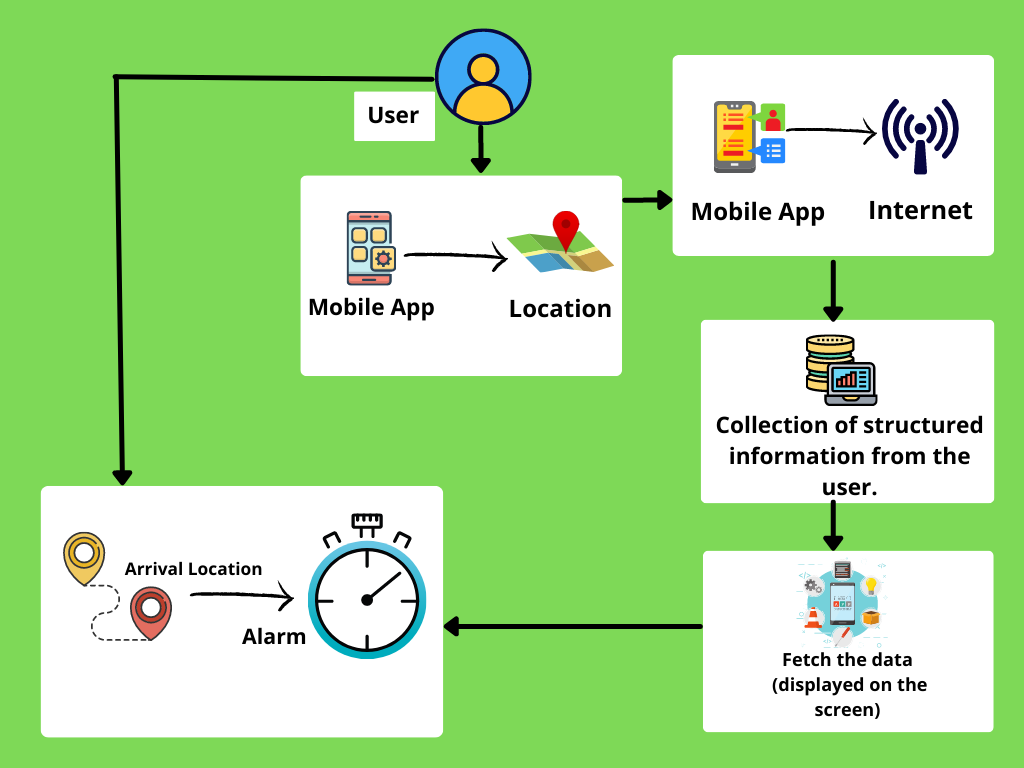 User
Mobile App
Location
Mobile App
Internet
Collection of structured
information from the
user.
Fetch the data
(displayed on the
screen)
Arrival Location
Alarm